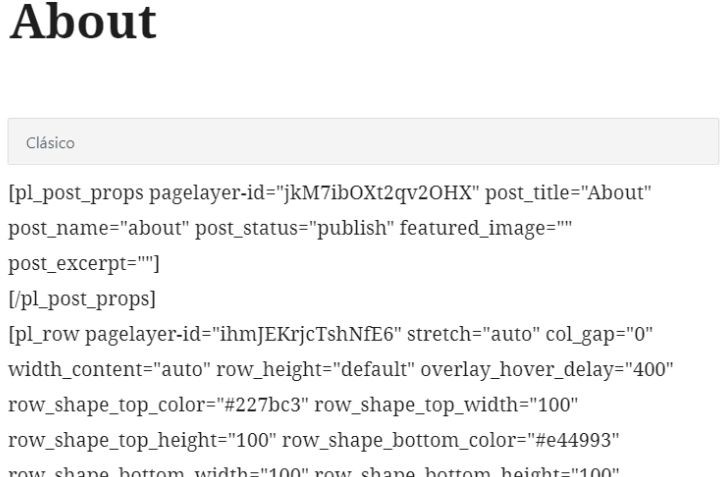 About
Clásico
[pl_post_props pagelayer-id="jkM7ibOXt2qv2OHX" post_title="About"
post_name="about" post_status="publish" featured_image=""
post_excerpt=""]
[/pl_post_props]
[pl_row pagelayer-id="ihmJEKrjcTshNfE6" stretch="auto" col_gap="0"
width_content="auto" row_height="default" overlay_hover_delay="400"
row_shape_top_color="#227bc3" row_shape_top_width="100"
row_shape_top_height="100" row_shape_bottom_color="#e44993"
row_shape_bottom_width="100" row_shape_bottom_height="100"